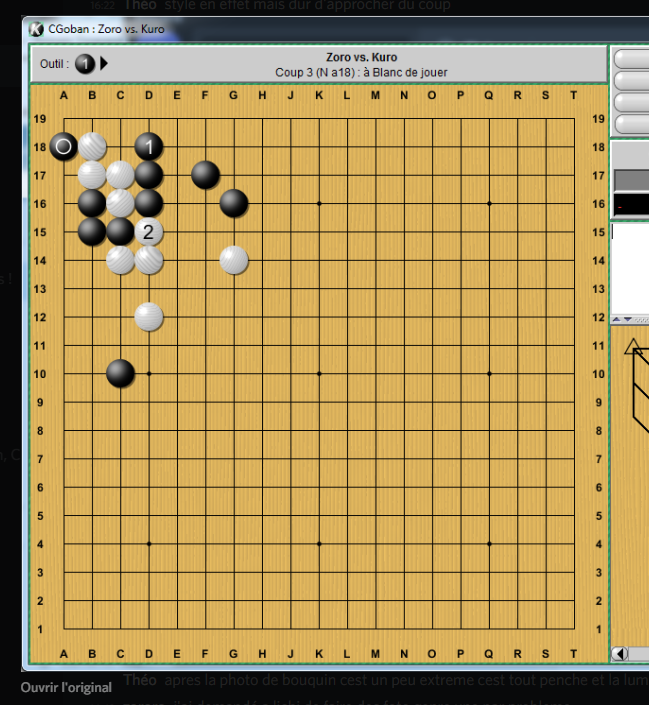 16:22 Théo style en effet mais dur d'approcher du coup
CGoban : Zoro vs. Kuro
Outil : 1
Zoro vs. Kuro
Coup 3 (N a18) : à Blanc de jouer
A B C D E F G H J K L M N O P Q R S T
19 19
18 1 18
17 17
16 16
15 2 15
14 14
13 13
12 12
11 11
10 10
9 9
8 8
7 7
6 6
5 5
4 4
3 3
2 2
1 1
A B C D E F G H J K L M N O P Q R S T
Ouvrir l'original
Théo apres la photo de bouquin cest un peu extreme cest tout penche et la lum